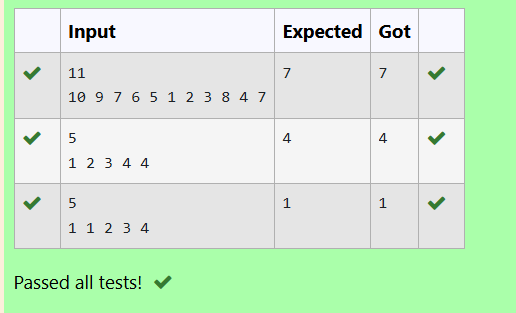 Input Expected Got
11 7 7
10 9 7 6 5 1 2 3 8 4 7
5 4 4
1 2 3 4 4
5 1 1
1 1 2 3 4
Passed all tests!